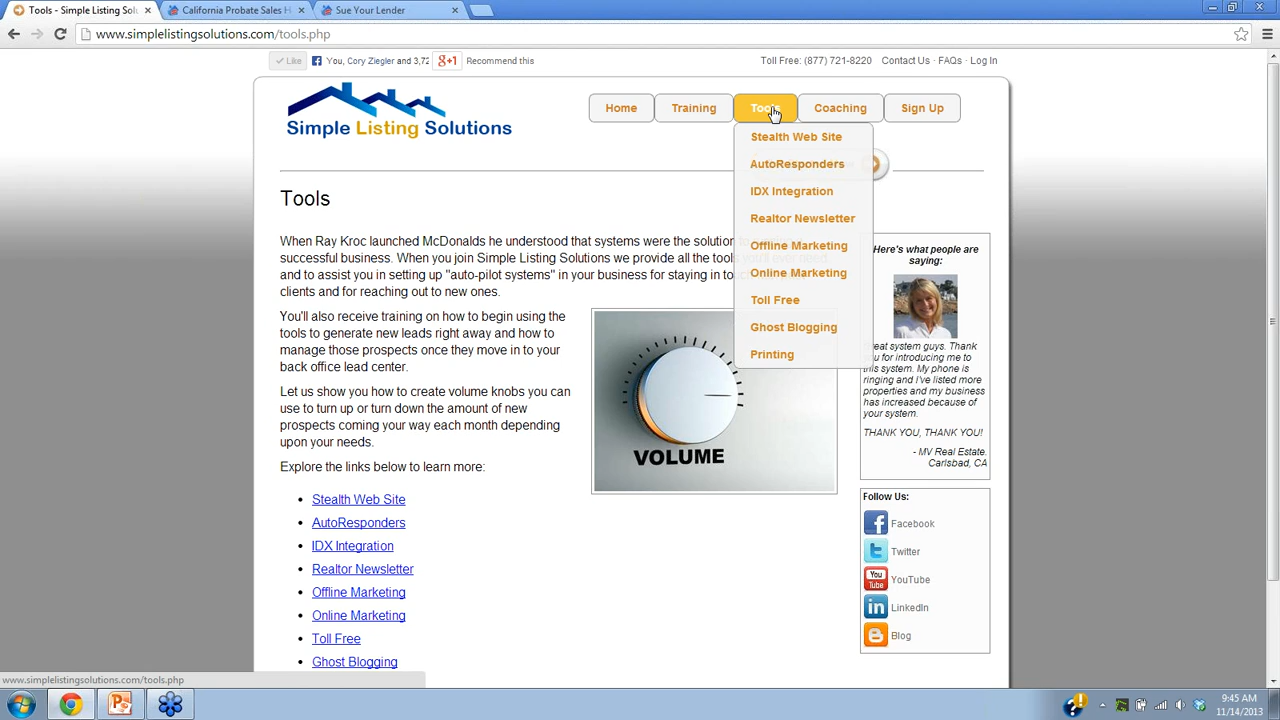 Tools - Simple Listing Solu
California Probate Sales H
Sue Your Lender
www.simplelistingsolutions.com/tools.php
Like
You, Cory Ziegler and 3,72
+1
Recommend this
Toll Free: (877) 721-8220 · Contact Us · FAQs · Log In
Simple Listing Solutions
Home
Training
Tools
Coaching
Sign Up
Stealth Web Site
AutoResponders
IDX Integration
Realtor Newsletter
Offline Marketing
Online Marketing
Toll Free
Ghost Blogging
Printing
Tools
When Ray Kroc launched McDonalds he understood that systems were the solution to
successful business. When you join Simple Listing Solutions we provide all the tools you'll ever need
and to assist you in setting up "auto-pilot systems" in your business for staying in
clients and for reaching out to new ones.
You'll also receive training on how to begin using the
tools to generate new leads right away and how to
manage those prospects once they move in to your
back office lead center.
Let us show you how to create volume knobs you can
use to turn up or turn down the amount of new
prospects coming your way each month depending
upon your needs.
Explore the links below to learn more:
• Stealth Web Site
• AutoResponders
• IDX Integration
• Realtor Newsletter
• Offline Marketing
• Online Marketing
• Toll Free
• Ghost Blogging
VOLUME
Here's what people are
saying:
Great system guys. Thank
you for introducing me to
this system. My phone is
ringing and I've listed more
properties and my business
has increased because of
your system.
THANK YOU, THANK YOU!
- MV Real Estate.
Carlsbad, CA
Follow Us:
Facebook
Twitter
You Tube
YouTube
in
LinkedIn
Blog
www.simplelistingsolutions.com/tools.php
9:45 AM
11/14/2013